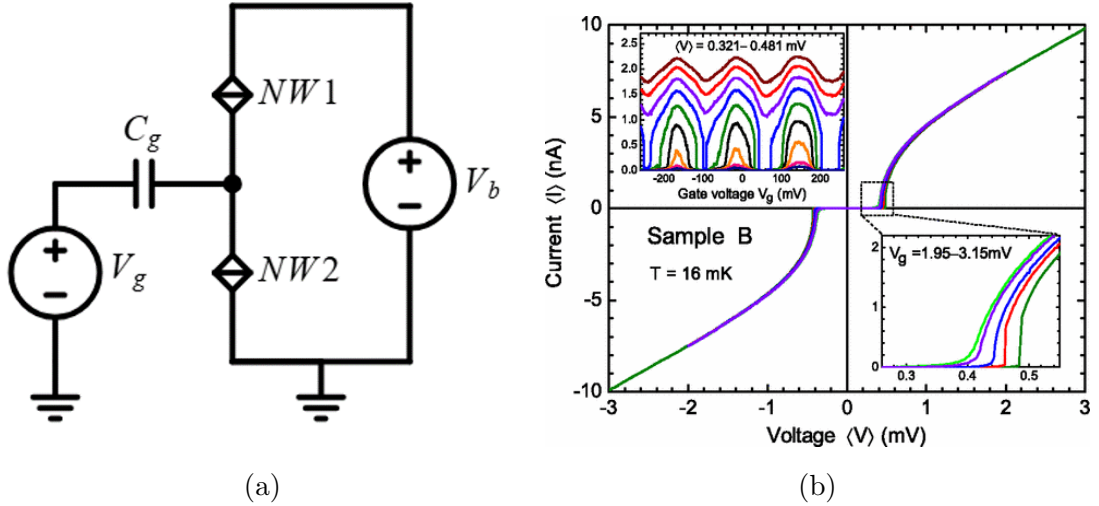 NW1
C_g
+
−
V_g
NW2
+
−
V_b
(a)
(b)
10
5
0
-5
-10
Current ⟨I⟩ (nA)
-3
-2
-1
0
1
2
3
Voltage ⟨V⟩ (mV)
⟨V⟩ = 0.321– 0.481 mV
2.5
2.0
1.5
1.0
0.5
0.0
-200
-100
0
100
200
Gate voltage V_g (mV)
Sample B
T = 16 mK
V_g =1.95–3.15mV
2
1
0
0.3
0.4
0.5